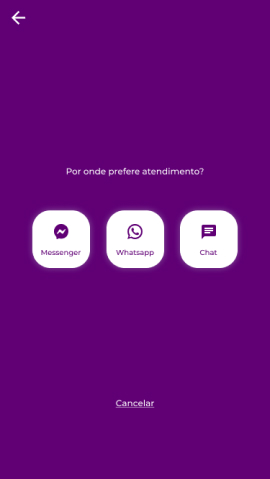 Por onde prefere atendimento?
Messenger
Whatsapp
Chat
Cancelar